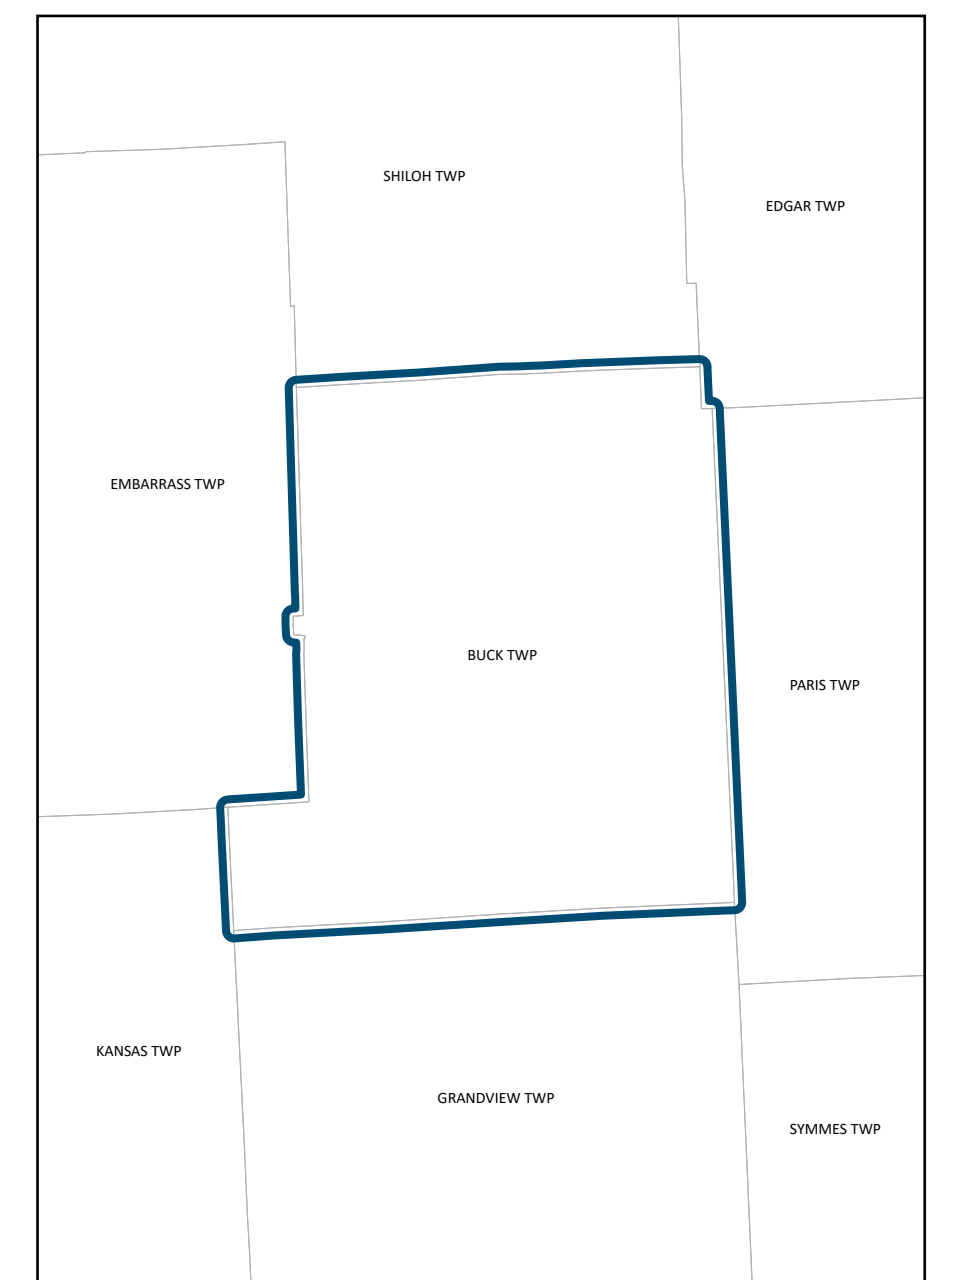 SHILOH TWP
EDGAR TWP
EMBARRASS TWP
BUCK TWP
PARIS TWP
KANSAS TWP
GRANDVIEW TWP
SYMMES TWP